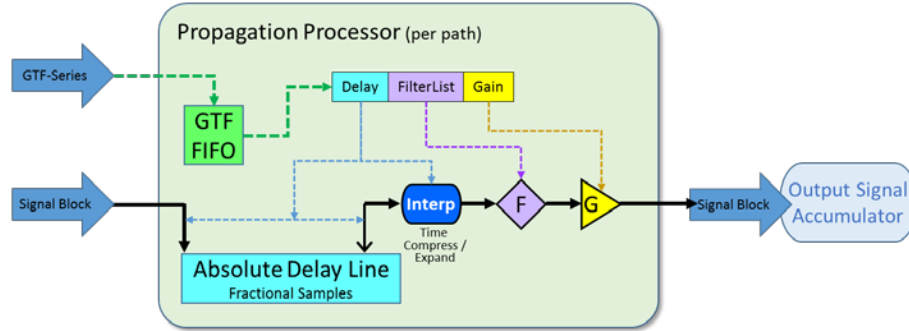 Propagation Processor (per path)
GTF-Series
Delay
FilterList
Gain
GTF
FIFO
Signal Block
Interp
Time
Compress /
Expand
F
G
Signal Block
Output Signal
Accumulator
Absolute Delay Line
Fractional Samples